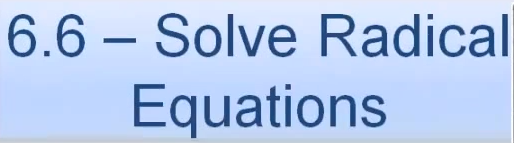 6.6 – Solve Radical
Equations